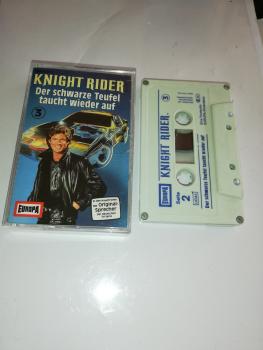 KNIGHT RIDER
Der schwarze Teufel
taucht wieder auf
3
Original-
Sprecher
EUROPA
3
EUROPA
KNIGHT RIDER.
Der schwarze Teufel taucht wieder auf
Seite
2